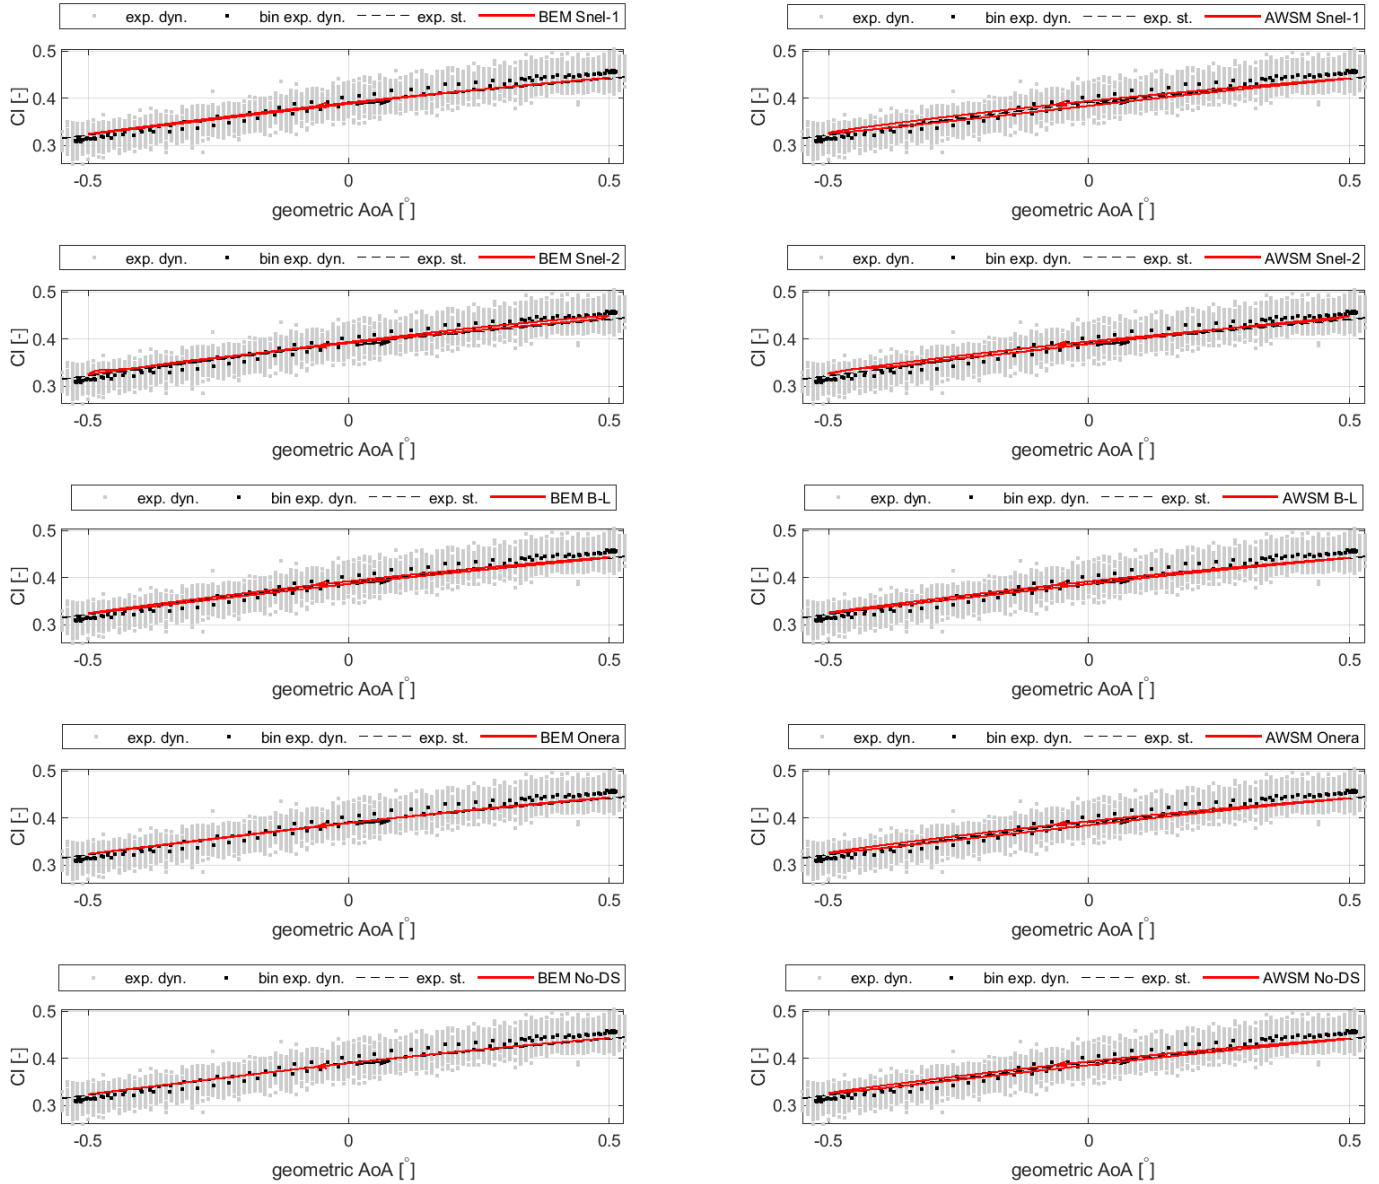 exp. dyn. bin exp. dyn. exp. st. BEM Snel-1
0.5
0.4
0.3
Cl [-]
-0.5 0 0.5
geometric AoA [°]
exp. dyn. bin exp. dyn. exp. st. AWSM Snel-1
0.5
0.4
0.3
Cl [-]
-0.5 0 0.5
geometric AoA [°]
exp. dyn. bin exp. dyn. exp. st. BEM Snel-2
0.5
0.4
0.3
Cl [-]
-0.5 0 0.5
geometric AoA [°]
exp. dyn. bin exp. dyn. exp. st. AWSM Snel-2
0.5
0.4
0.3
Cl [-]
-0.5 0 0.5
geometric AoA [°]
exp. dyn. bin exp. dyn. exp. st. BEM B-L
0.5
0.4
0.3
Cl [-]
-0.5 0 0.5
geometric AoA [°]
exp. dyn. bin exp. dyn. exp. st. AWSM B-L
0.5
0.4
0.3
Cl [-]
-0.5 0 0.5
geometric AoA [°]
exp. dyn. bin exp. dyn. exp. st. BEM Onera
0.5
0.4
0.3
Cl [-]
-0.5 0 0.5
geometric AoA [°]
exp. dyn. bin exp. dyn. exp. st. AWSM Onera
0.5
0.4
0.3
Cl [-]
-0.5 0 0.5
geometric AoA [°]
exp. dyn. bin exp. dyn. exp. st. BEM No-DS
0.5
0.4
0.3
Cl [-]
-0.5 0 0.5
geometric AoA [°]
exp. dyn. bin exp. dyn. exp. st. AWSM No-DS
0.5
0.4
0.3
Cl [-]
-0.5 0 0.5
geometric AoA [°]